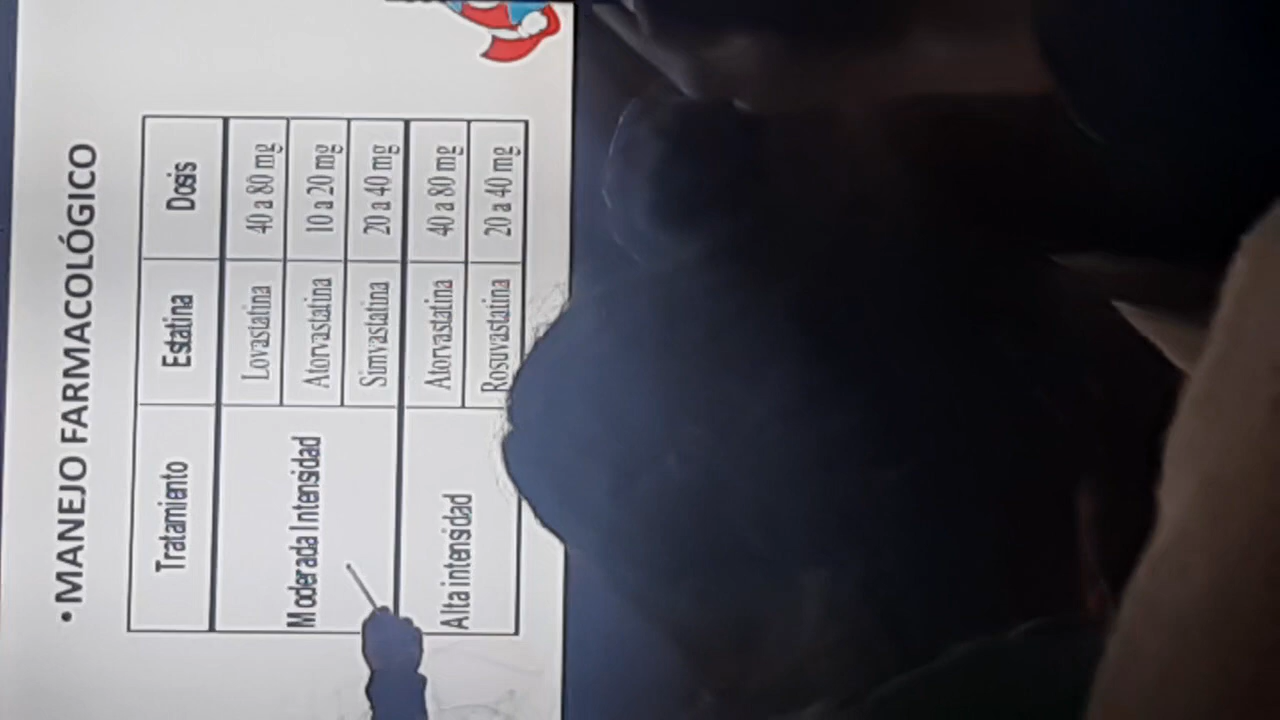 • MANEJO FARMACOLÓGICO
Tratamiento Estatina Dosis
Moderada Intensidad
Lovastatina 40 a 80 mg
Atorvastatina 10 a 20 mg
Simvastatina 20 a 40 mg
Alta intensidad
Atorvastatina 40 a 80 mg
Rosuvastatina 20 a 40 mg